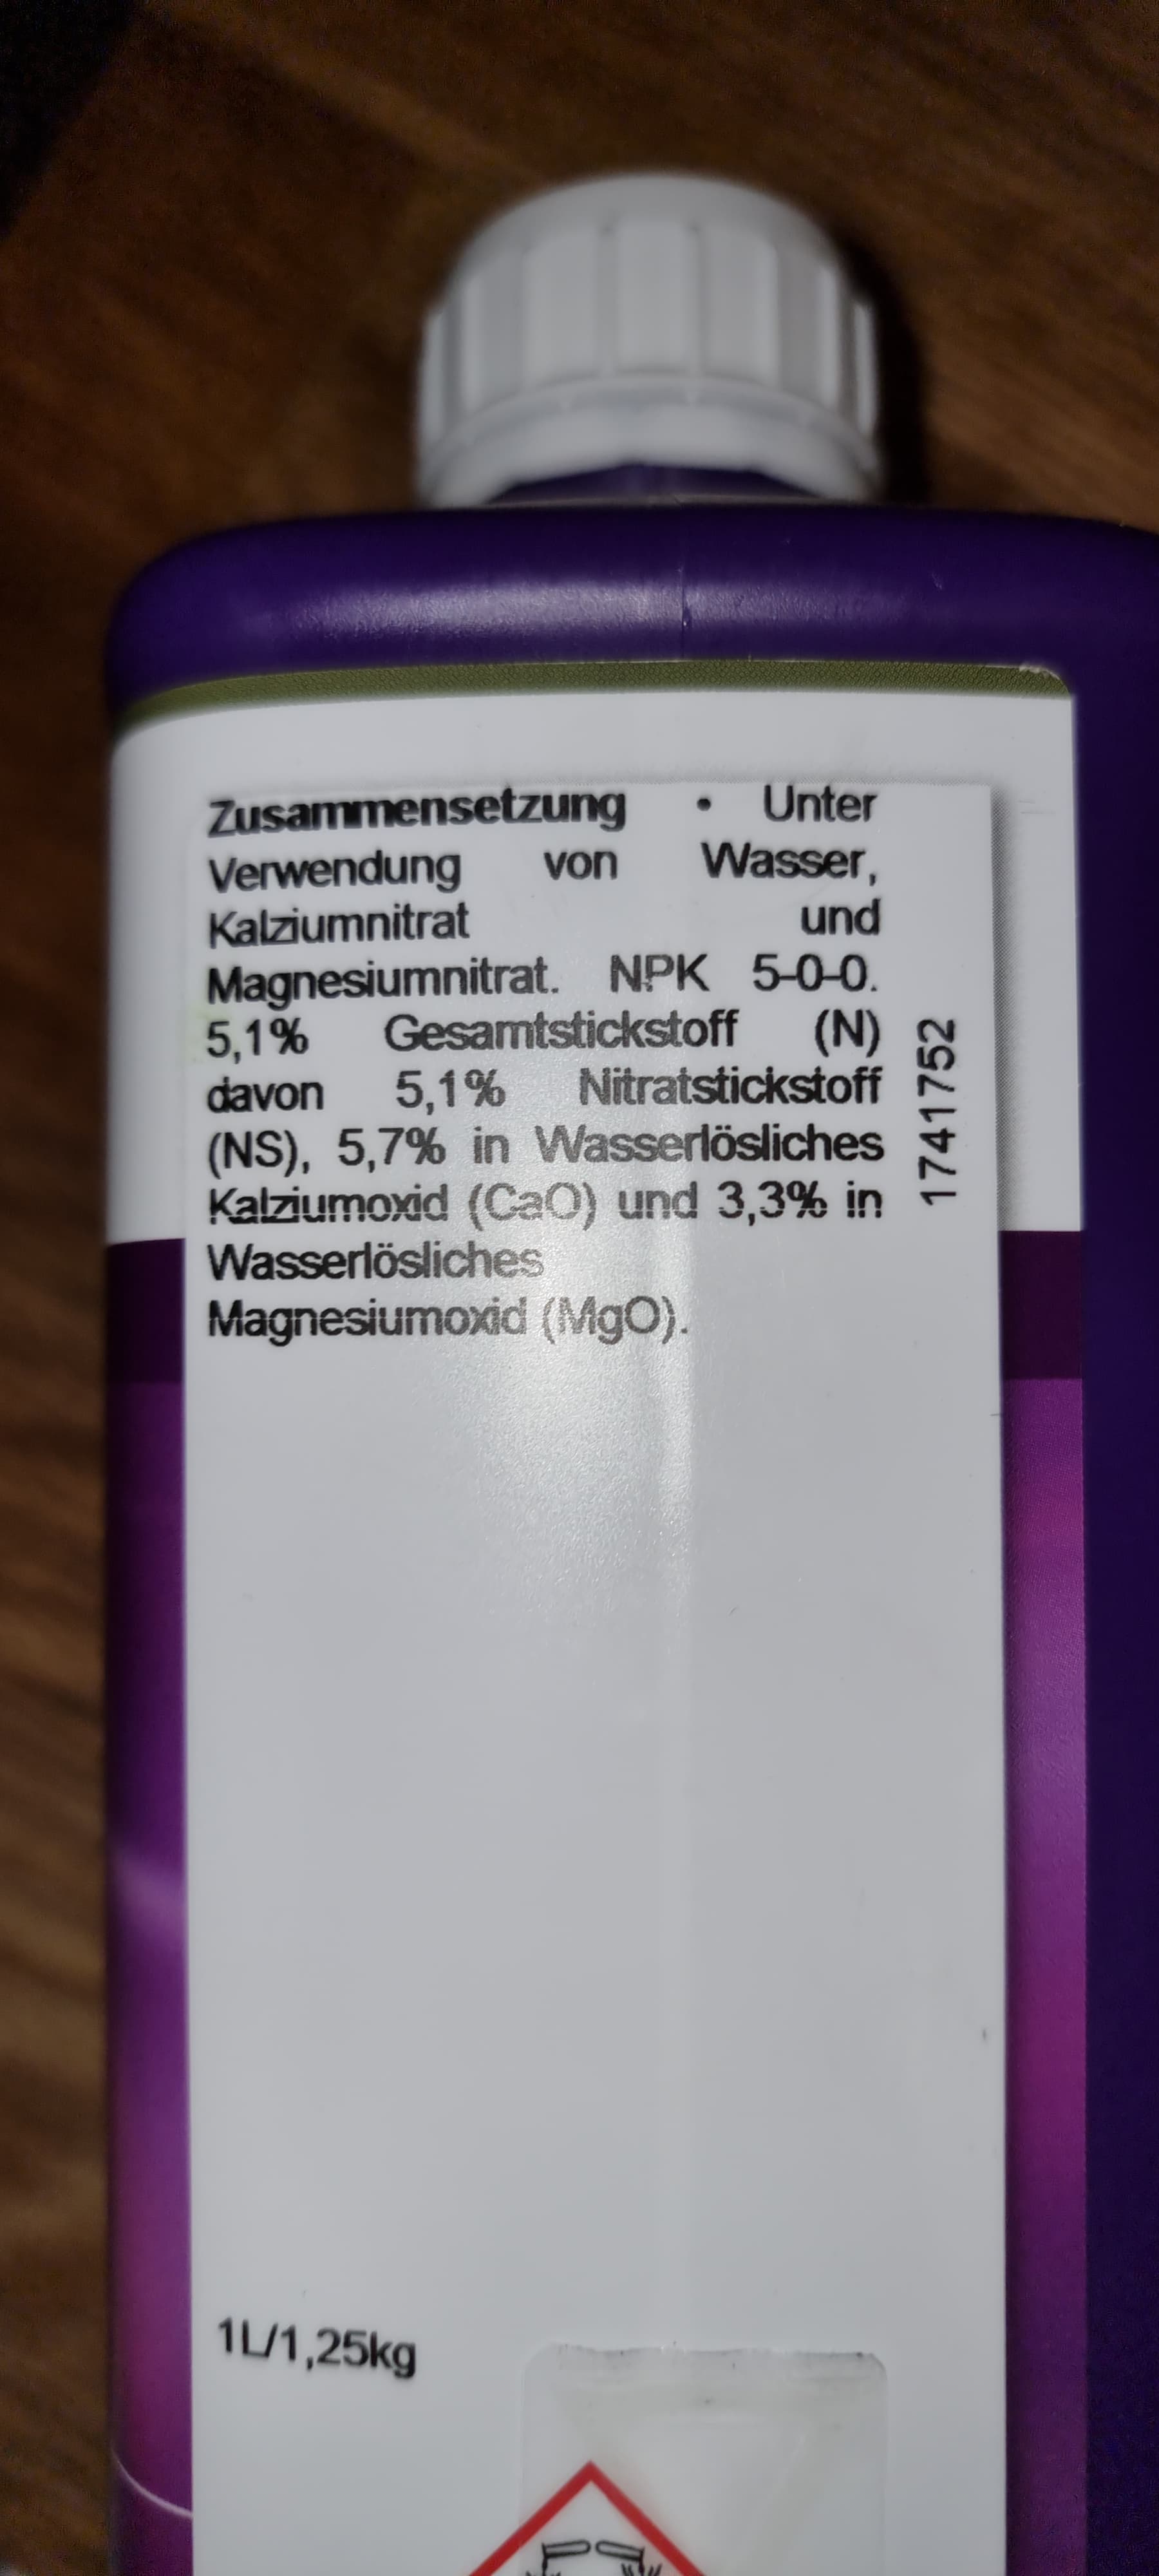 Zusammensetzung • Unter
Verwendung von Wasser,
Kalziumnitrat und
Magnesiumnitrat. NPK 5-0-0.
5,1% Gesamtstickstoff (N)
davon 5,1% Nitratstickstoff
(NS), 5,7% in Wasserlösliches
Kalziumoxid (CaO) und 3,3% in
Wasserlösliches
Magnesiumoxid (MgO).
1741752
1L/1,25kg